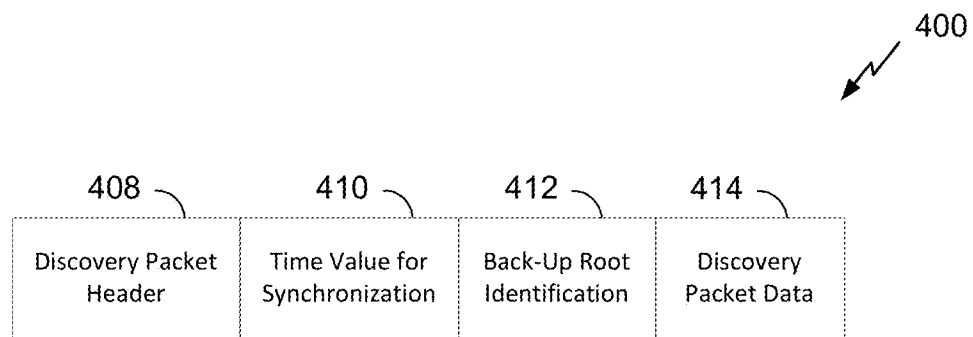 400
408 410 412 414
Discovery Packet Header
Time Value for Synchronization
Back-Up Root Identification
Discovery Packet Data